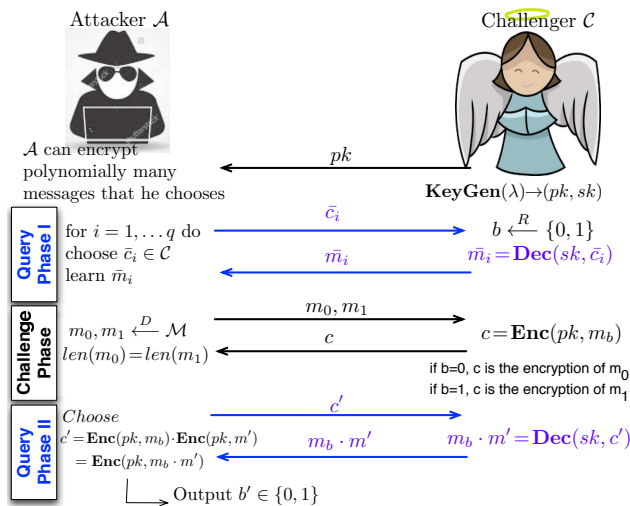 Attacker 𝒜
Challenger 𝒞
𝒜 can encrypt
polynomially many
messages that he chooses
pk
KeyGen(λ)→(pk, sk)
Query
Phase I
for i = 1, . . . q do
choose c̄ᵢ ∈ 𝒞
learn m̄ᵢ
c̄ᵢ
m̄ᵢ
b ←ᴿ {0, 1}
m̄ᵢ = Dec(sk, c̄ᵢ)
Challenge
Phase
m₀, m₁ ←ᴰ ℳ
len(m₀) = len(m₁)
m₀, m₁
c
c = Enc(pk, m_b)
if b=0, c is the encryption of m₀
if b=1, c is the encryption of m₁
Query
Phase II
Choose
c′ = Enc(pk, m_b) · Enc(pk, m′)
= Enc(pk, m_b · m′)
c′
m_b · m′
m_b · m′ = Dec(sk, c′)
Output b′ ∈ {0, 1}